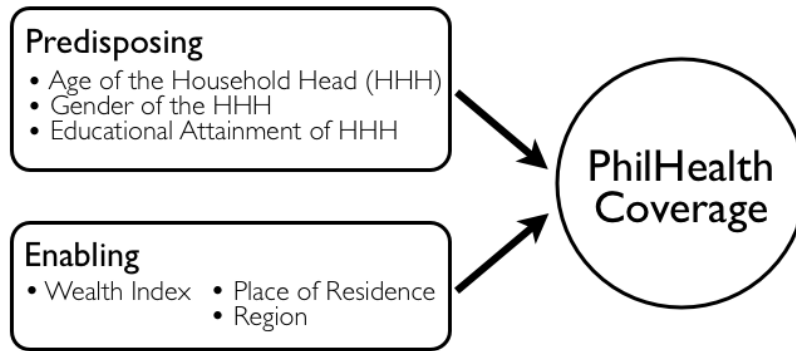 Predisposing
• Age of the Household Head (HHH)
• Gender of the HHH
• Educational Attainment of HHH
PhilHealth
Coverage
Enabling
• Wealth Index • Place of Residence
• Region